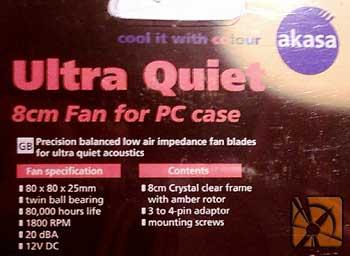 cool it with colour
akasa
Ultra Quiet
8cm Fan for PC case
GB Precision balanced low air impedance fan blades
for ultra quiet acoustics
Fan specification
80 x 80 x 25mm
twin ball bearing
80,000 hours life
1800 RPM
20 dBA
12V DC
Contents
8cm Crystal clear frame
with amber rotor
3 to 4-pin adaptor
mounting screws